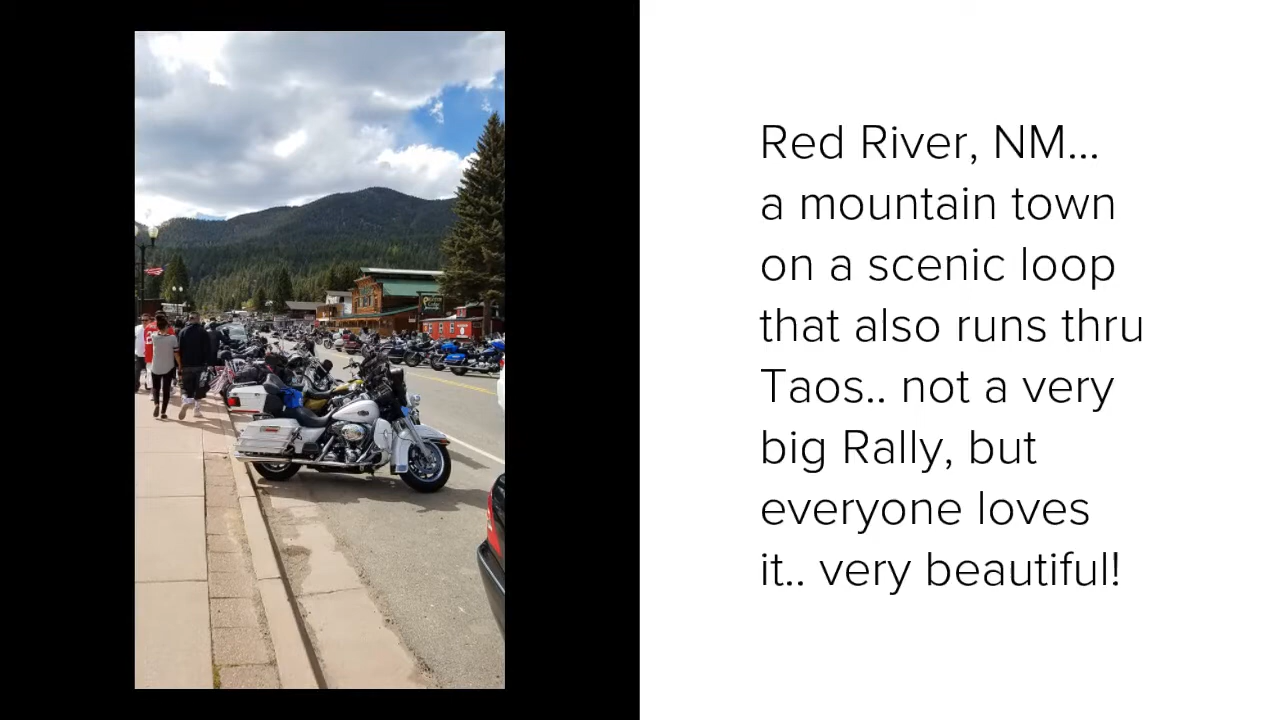 Red River, NM...
a mountain town
on a scenic loop
that also runs thru
Taos.. not a very
big Rally, but
everyone loves
it.. very beautiful!